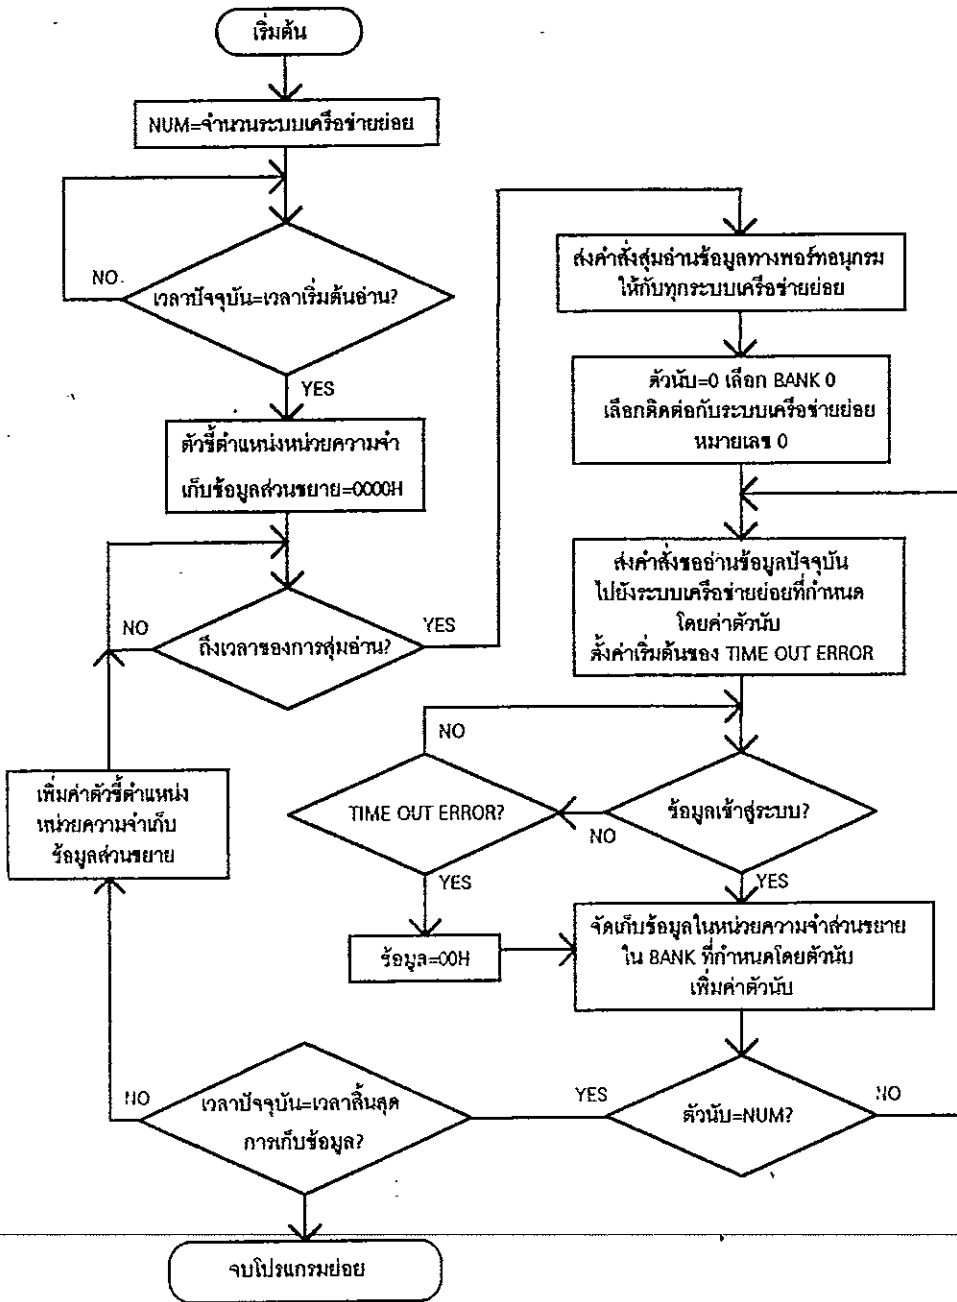 เริ่มต้น
NUM=จำนวนระบบเครือข่ายย่อย
NO
เวลาปัจจุบัน=เวลาเริ่มต้นอ่าน?
YES
ตัวชี้ตำแหน่งหน่วยความจำ
เก็บข้อมูลส่วนขยาย=0000H
NO
ถึงเวลาของการสุ่มอ่าน?
YES
เพิ่มค่าตัวชี้ตำแหน่ง
หน่วยความจำเก็บ
ข้อมูลส่วนขยาย
ส่งคำสั่งสุ่มอ่านข้อมูลทางพอร์ทอนุกรม
ให้กับทุกระบบเครือข่ายย่อย
ตัวนับ=0 เลือก BANK 0
เลือกติดต่อกับระบบเครือข่ายย่อย
หมายเลข 0
ส่งคำสั่งขออ่านข้อมูลปัจจุบัน
ไปยังระบบเครือข่ายย่อยที่กำหนด
โดยค่าตัวนับ
ตั้งค่าเริ่มต้นของ TIME OUT ERROR
NO
TIME OUT ERROR?
NO
ข้อมูลเข้าสู่ระบบ?
YES
YES
ข้อมูล=00H
จัดเก็บข้อมูลในหน่วยความจำส่วนขยาย
ใน BANK ที่กำหนดโดยตัวนับ
เพิ่มค่าตัวนับ
NO
เวลาปัจจุบัน=เวลาสิ้นสุด
การเก็บข้อมูล?
YES
ตัวนับ=NUM?
NO
จบโปรแกรมย่อย